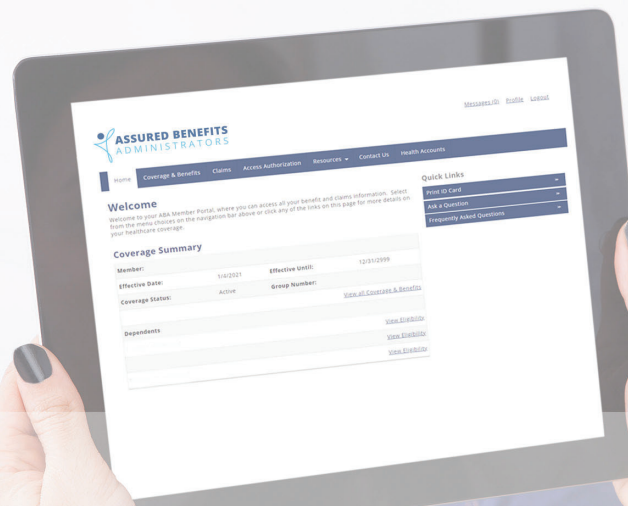 Messages (0) Profile Logout
ASSURED BENEFITS
ADMINISTRATORS
Home Coverage & Benefits Claims Access Authorization Resources Contact Us Health Accounts
Welcome
Welcome to your ABA Member Portal, where you can access all your benefit and claims information. Select
from the menu choices on the navigation bar above or click any of the links on this page for more details on
your healthcare coverage.
Quick Links
Print ID Card
Ask a Question
Frequently Asked Questions
Coverage Summary
Member:
Effective Date: 1/4/2021 Effective Until: 12/31/2999
Coverage Status: Active Group Number:
View all Coverage & Benefits
Dependents
View Eligibility
View Eligibility
View Eligibility